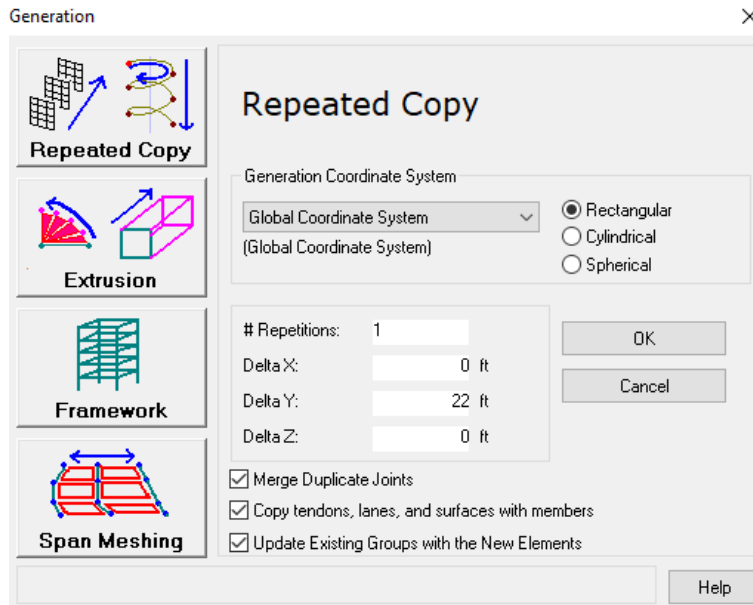 Generation
Repeated Copy
Extrusion
Framework
Span Meshing
Repeated Copy
Generation Coordinate System
Global Coordinate System
(Global Coordinate System)
Rectangular
Cylindrical
Spherical
# Repetitions: 1
Delta X: 0 ft
Delta Y: 22 ft
Delta Z: 0 ft
OK
Cancel
Merge Duplicate Joints
Copy tendons, lanes, and surfaces with members
Update Existing Groups with the New Elements
Help